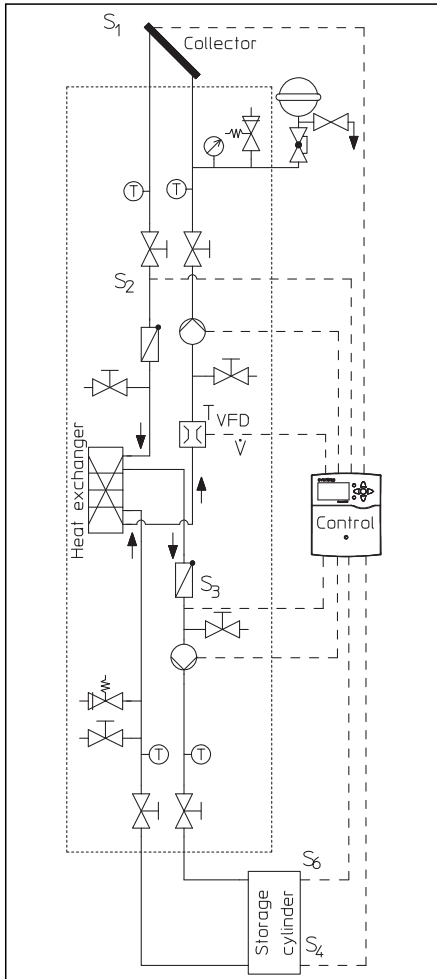 S1
Collector
T
T
S2
TVFD
V̇
Heat exchanger
Control
S3
T
T
S6
Storage
cylinder
S4